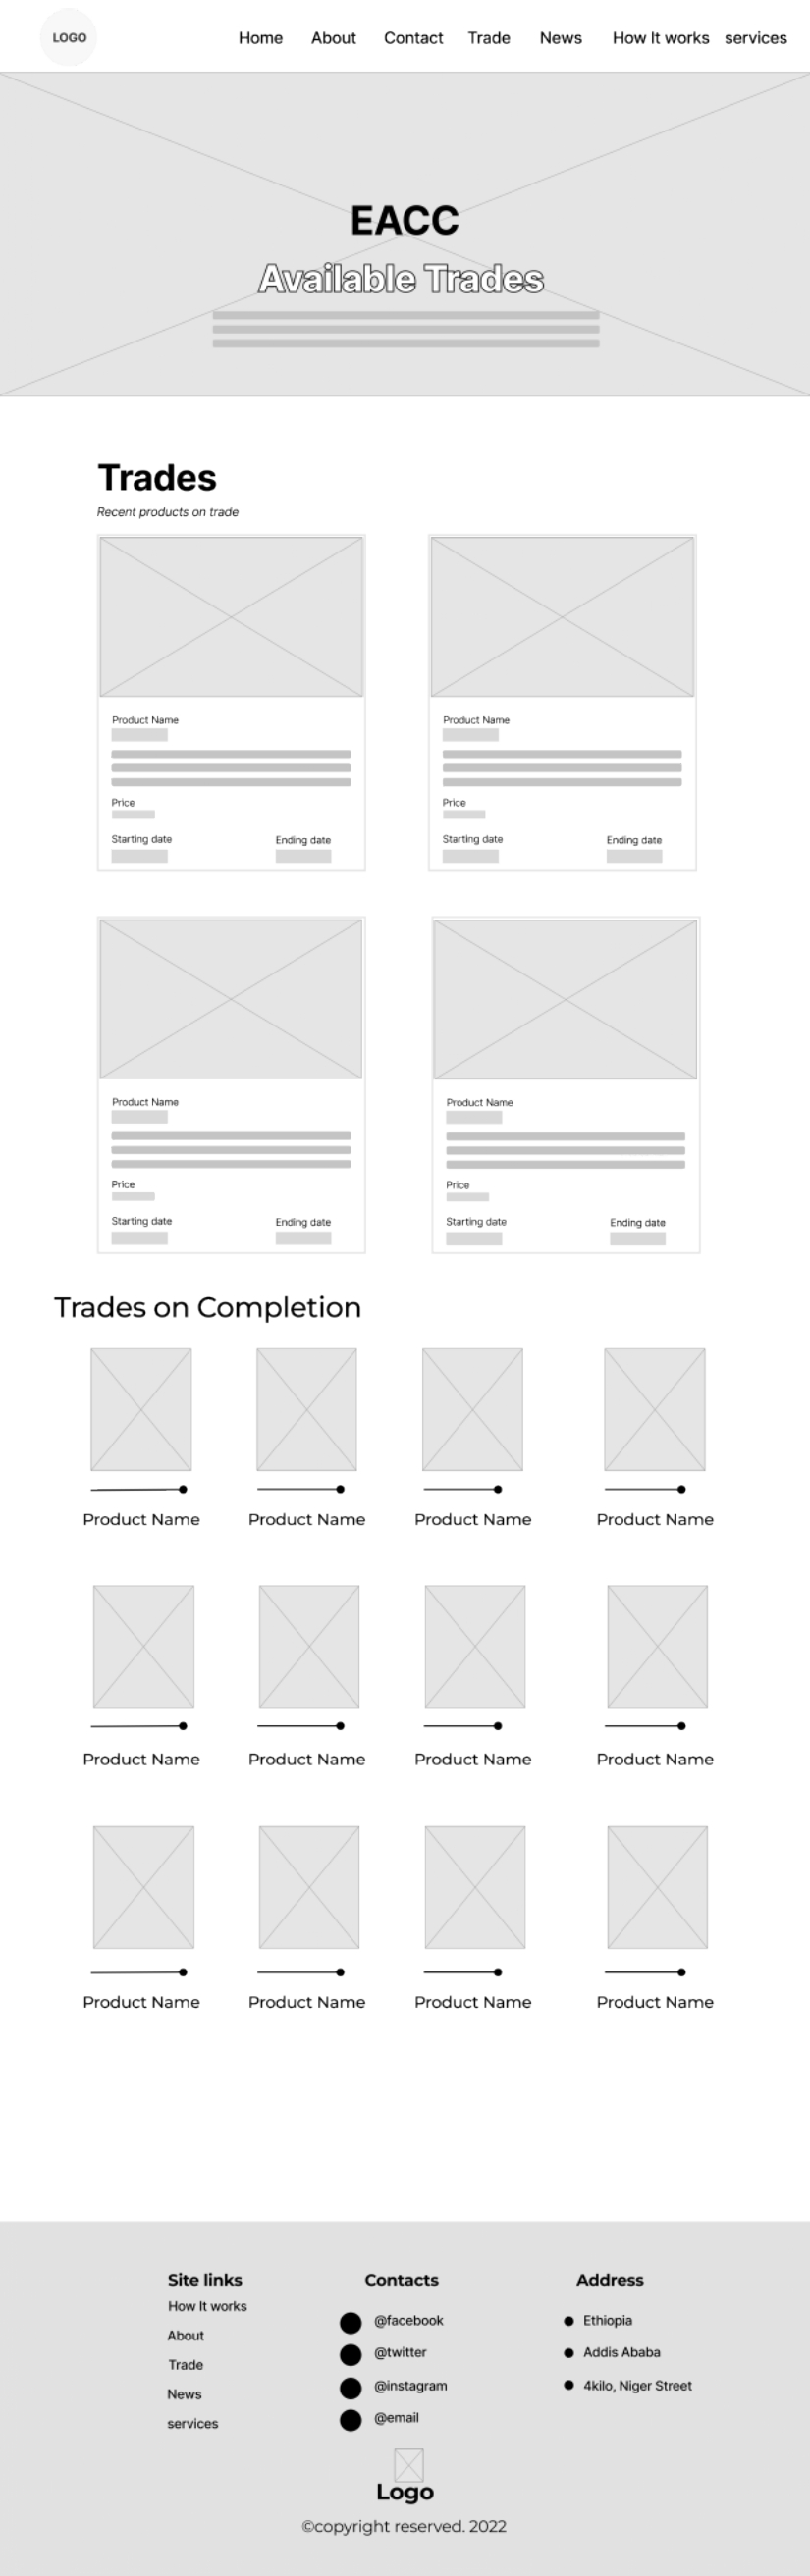 LOGO
Home About Contact Trade News How It works services
EACC
Available Trades
Trades
Recent products on trade
Product Name Product Name
Price Price
Starting date Ending date Starting date Ending date
Product Name Product Name
Price Price
Starting date Ending date Starting date Ending date
Trades on Completion
Product Name Product Name Product Name Product Name
Product Name Product Name Product Name Product Name
Product Name Product Name Product Name Product Name
Site links
How It works
About
Trade
News
services
Contacts
@facebook
@twitter
@instagram
@email
Address
Ethiopia
Addis Ababa
4kilo, Niger Street
Logo
©copyright reserved. 2022